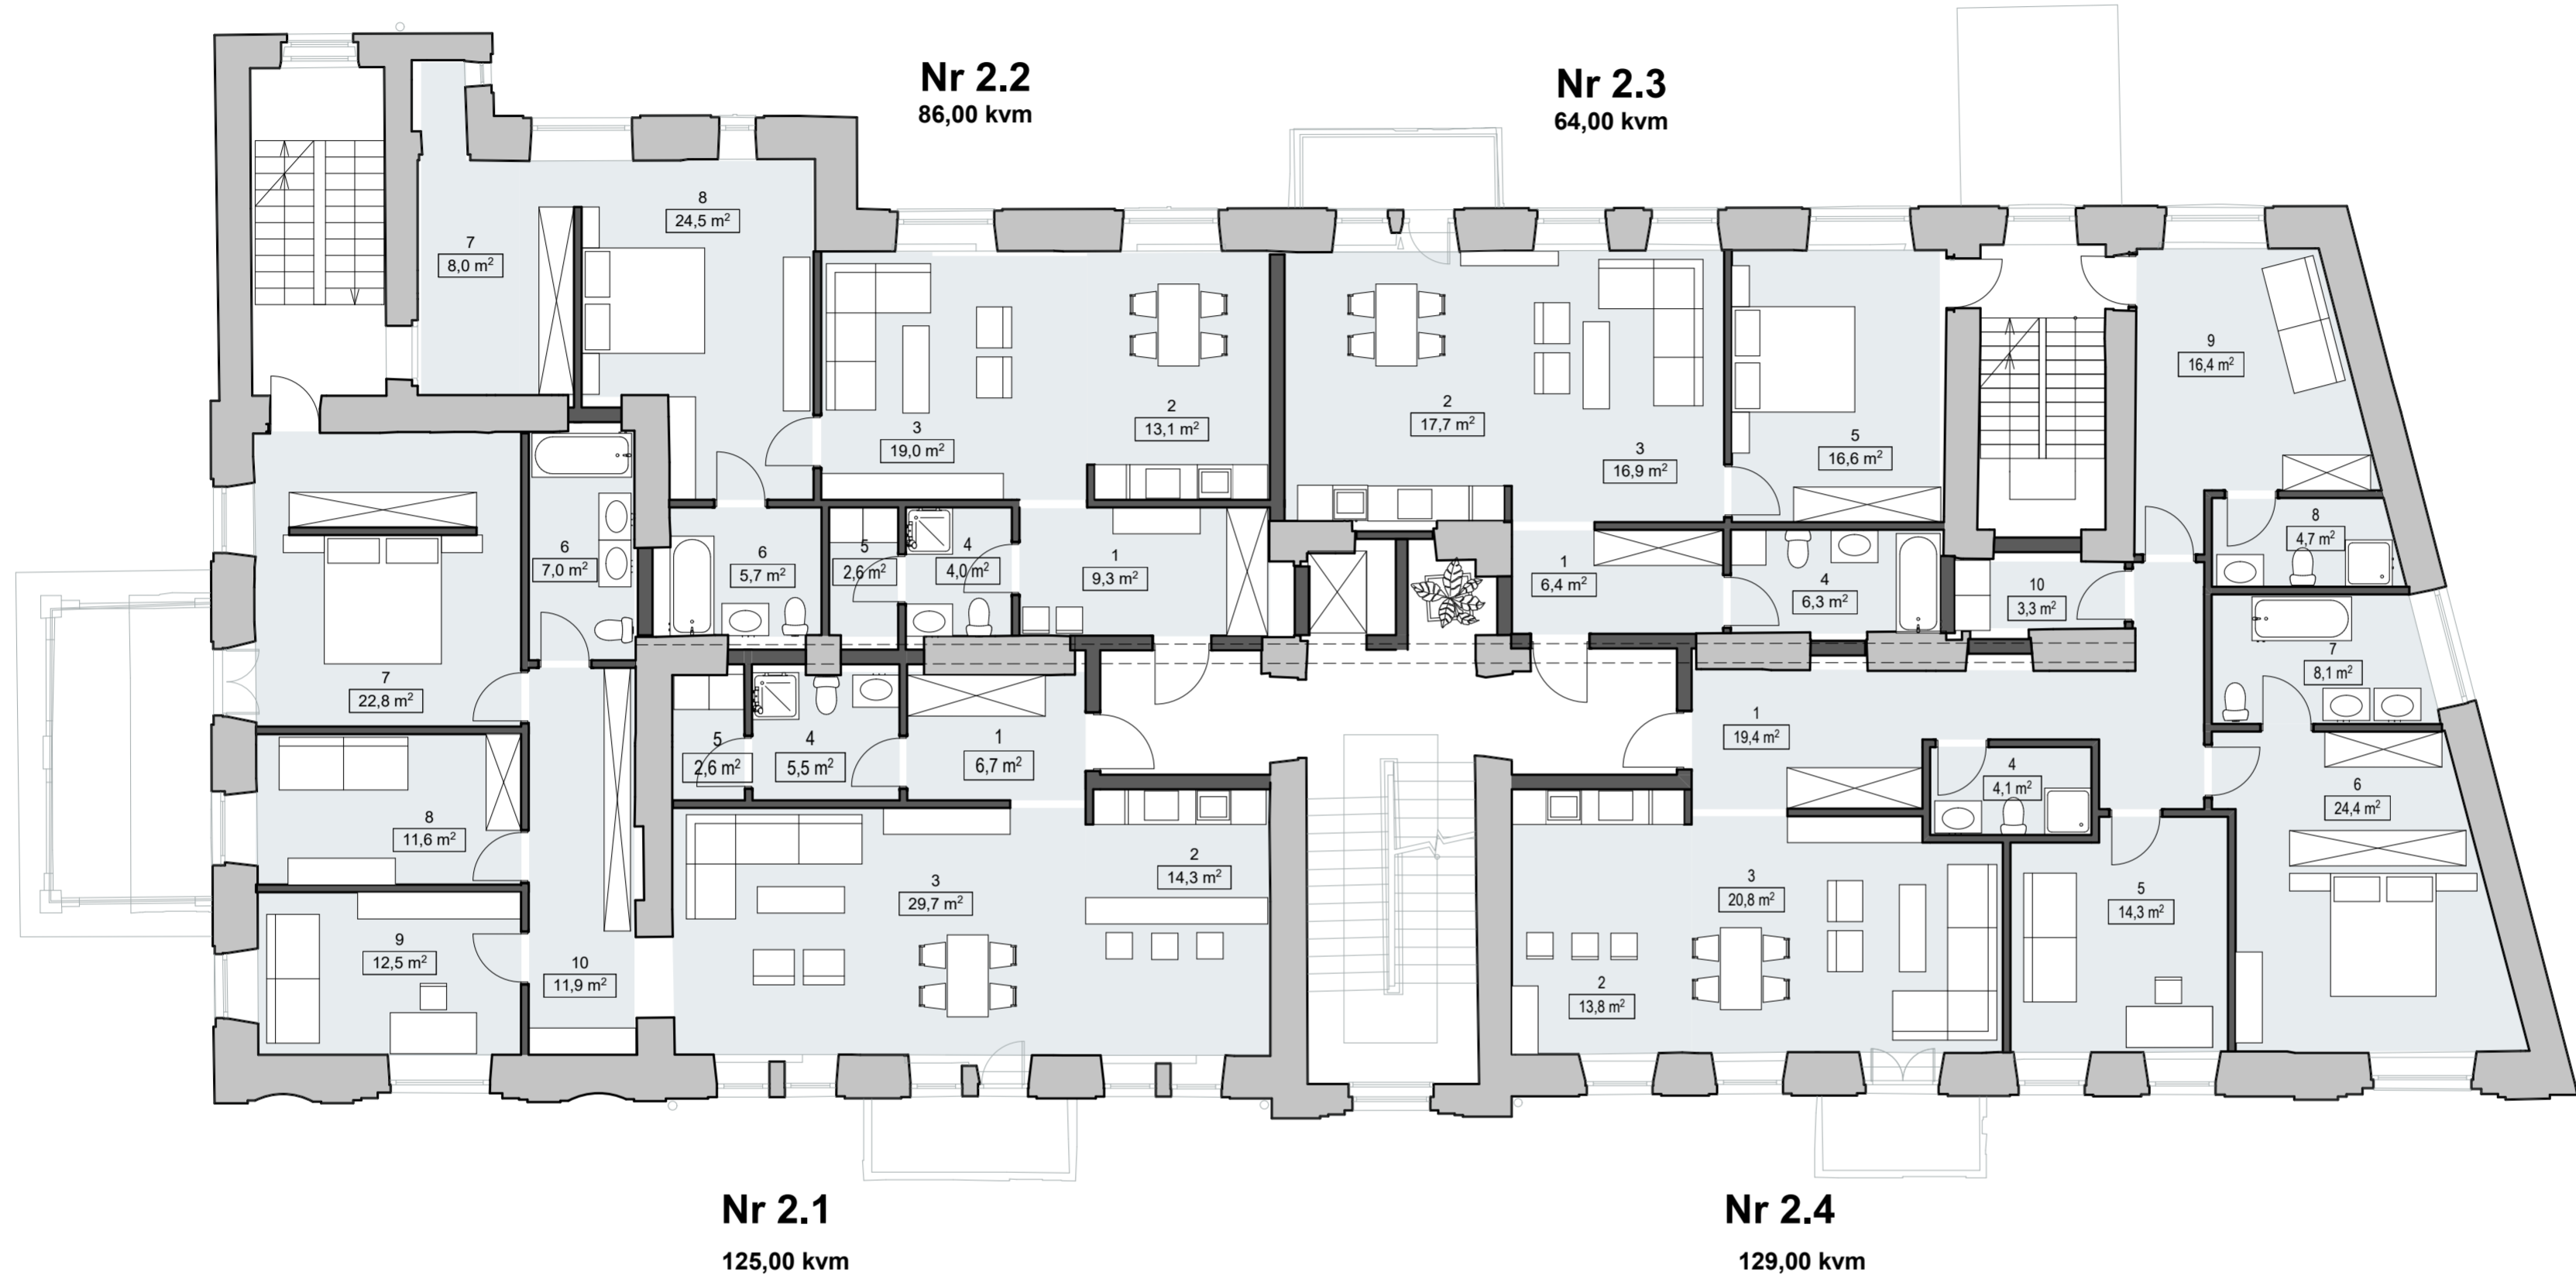 Nr 2.2
86,00 kvm
Nr 2.3
64,00 kvm
7
8,0 m²
8
24,5 m²
3
19,0 m²
2
13,1 m²
6
5,7 m²
5
2,6 m²
4
4,0 m²
1
9,3 m²
2
17,7 m²
3
16,9 m²
5
16,6 m²
1
6,4 m²
4
6,3 m²
9
16,4 m²
8
4,7 m²
10
3,3 m²
7
8,1 m²
1
19,4 m²
4
4,1 m²
6
24,4 m²
3
20,8 m²
5
14,3 m²
2
13,8 m²
6
7,0 m²
7
22,8 m²
5
2,6 m²
4
5,5 m²
1
6,7 m²
8
11,6 m²
2
14,3 m²
3
29,7 m²
9
12,5 m²
10
11,9 m²
Nr 2.1
125,00 kvm
Nr 2.4
129,00 kvm